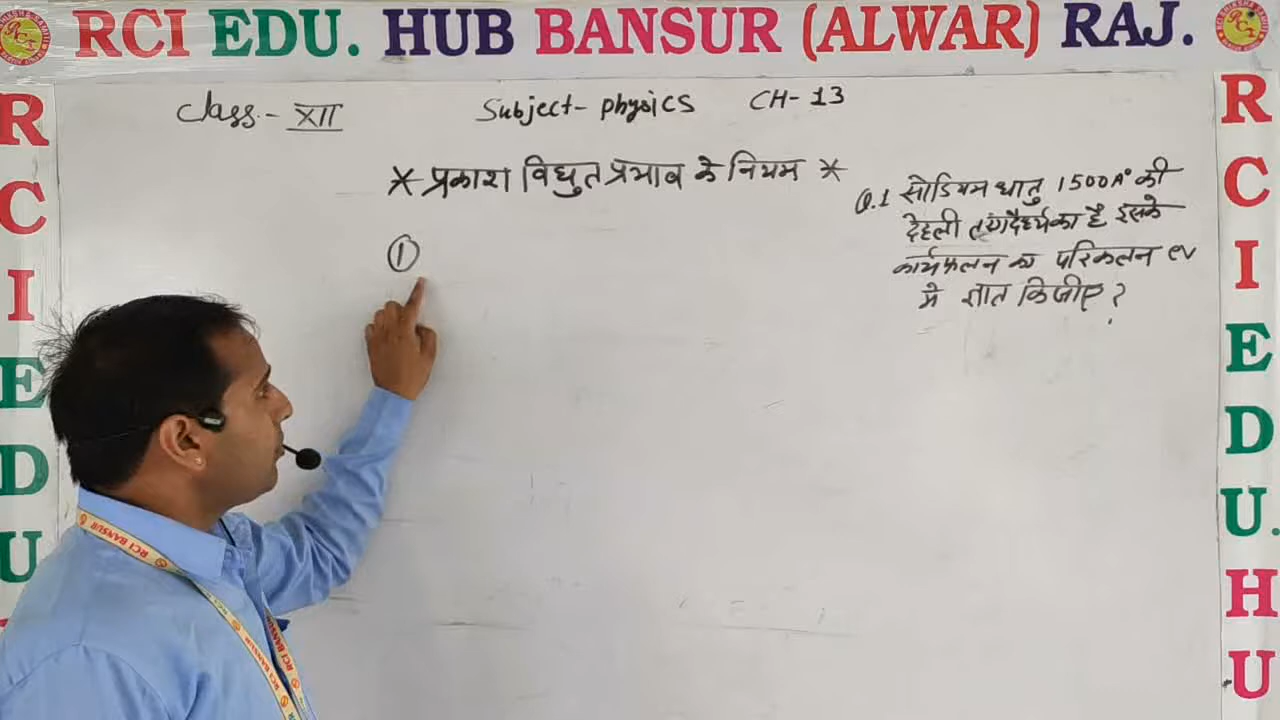 RCI EDU. HUB BANSUR (ALWAR) RAJ.
Class - XII Subject - physics CH - 13
* प्रकाश विद्युत प्रभाव के नियम *
①
Q.1 सोडियम धातु 1500A° की
देहली तरंगदैर्घ्य का है इसके
कार्यफलन का परिकलन ev
मे ज्ञात किजीए?
R
C
I
E
D
U
R
C
I
E
D
U.
H
U
RCI BANSUR
RCI BANSUR